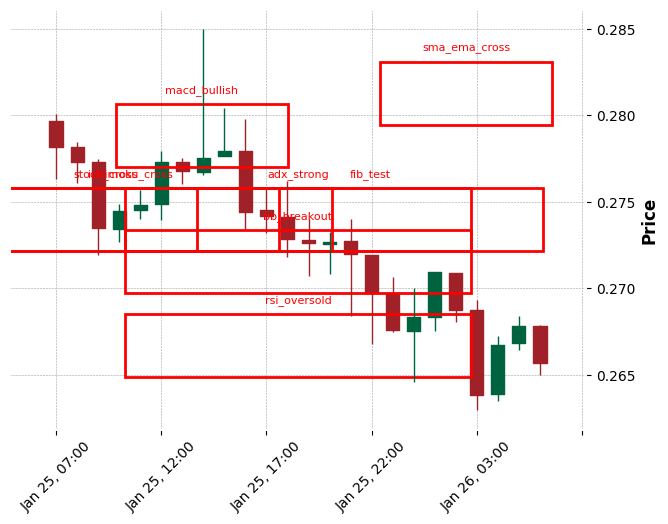 sma_ema_cross
macd_bullish
adx_strong
fib_test
bb_breakout
rsi_oversold
0.285
0.280
0.275
0.270
0.265
Price
Jan 25, 07:00
Jan 25, 12:00
Jan 25, 17:00
Jan 25, 22:00
Jan 26, 03:00